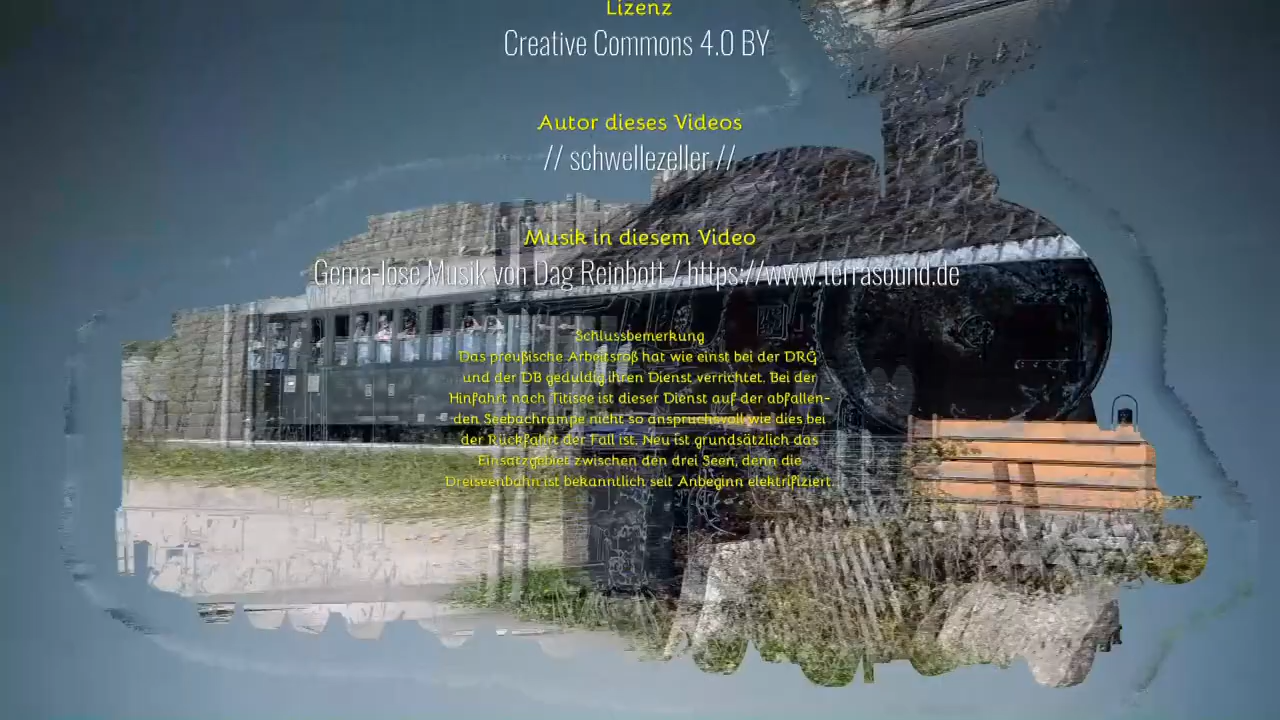 Lizenz
Creative Commons 4.0 BY
Autor dieses Videos
// schwellezeller //
Musik in diesem Video
Gema-lose Musik von Dag Reinbott / https://www.terrasound.de
Schlussbemerkung
Das preußische Arbeitsroß hat wie einst bei der DRG
und der DB geduldig ihren Dienst verrichtet. Bei der
Hinfahrt nach Titisee ist dieser Dienst auf der abfallen-
den Seebachrampe nicht so anspruchsvoll wie dies bei
der Rückfahrt der Fall ist. Neu ist grundsätzlich das
Einsatzgebiet zwischen den drei Seen, denn die
Dreiseenbahn ist bekanntlich seit Anbeginn elektrifiziert.